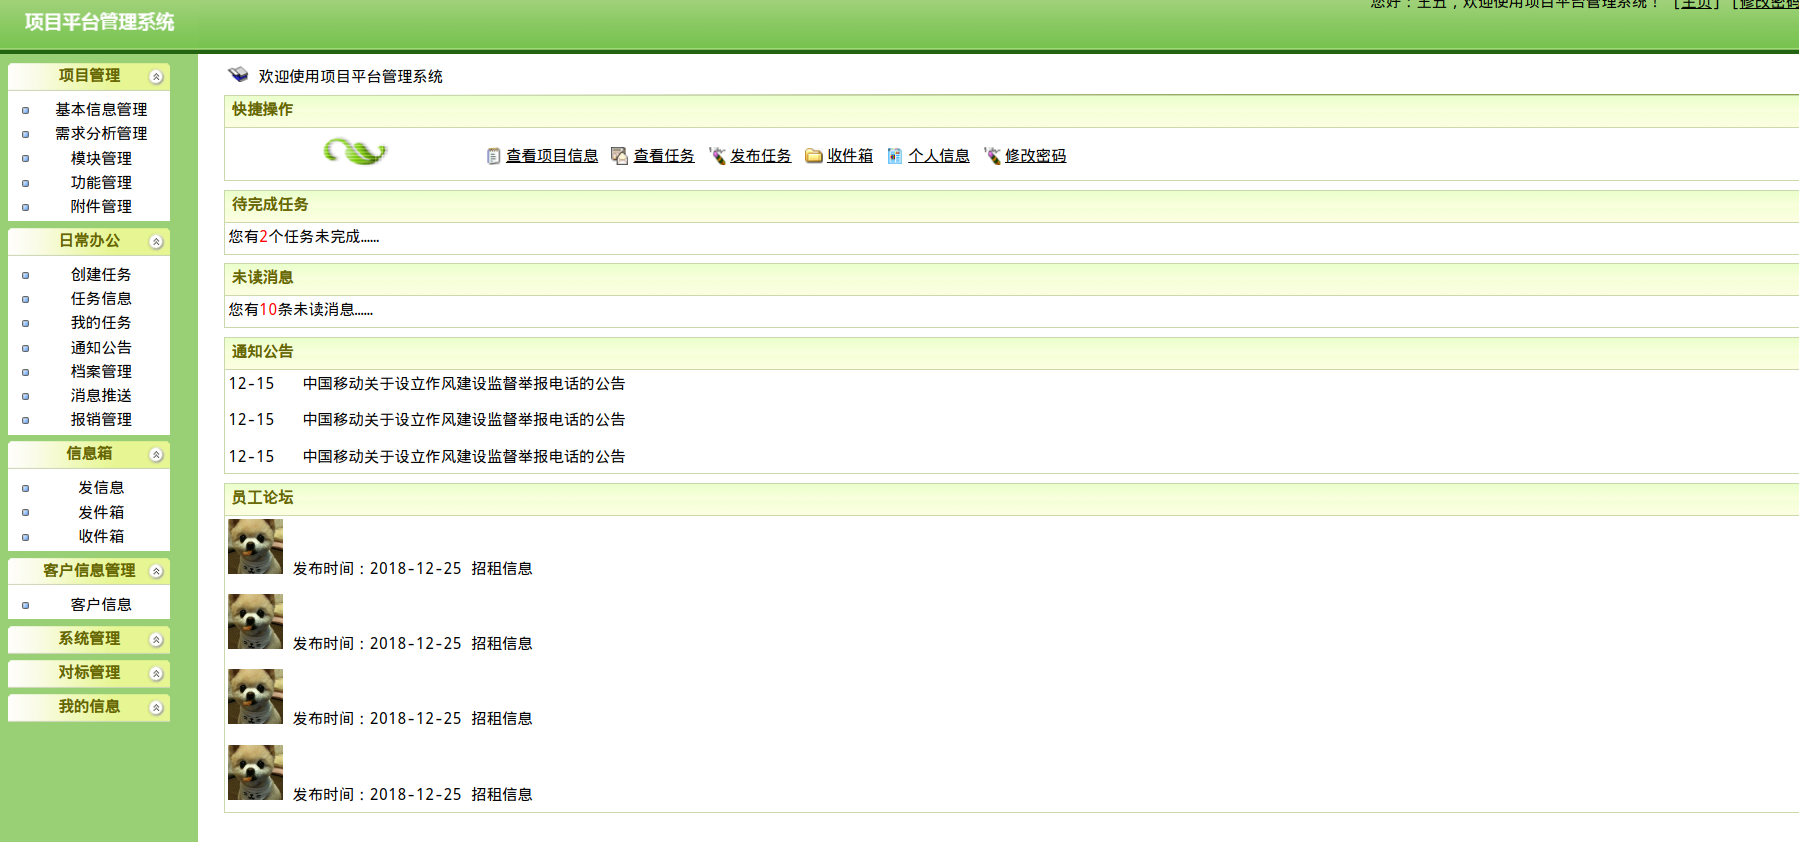 项目平台管理系统
您好：王五，欢迎使用项目平台管理系统！ [主页] [修改密码
项目管理
基本信息管理
需求分析管理
模块管理
功能管理
附件管理
日常办公
创建任务
任务信息
我的任务
通知公告
档案管理
消息推送
报销管理
信息箱
发信息
发件箱
收件箱
客户信息管理
客户信息
系统管理
对标管理
我的信息
欢迎使用项目平台管理系统
快捷操作
查看项目信息 查看任务 发布任务 收件箱 个人信息 修改密码
待完成任务
您有2个任务未完成......
未读消息
您有10条未读消息......
通知公告
12-15 中国移动关于设立作风建设监督举报电话的公告
12-15 中国移动关于设立作风建设监督举报电话的公告
12-15 中国移动关于设立作风建设监督举报电话的公告
员工论坛
发布时间：2018-12-25 招租信息
发布时间：2018-12-25 招租信息
发布时间：2018-12-25 招租信息
发布时间：2018-12-25 招租信息